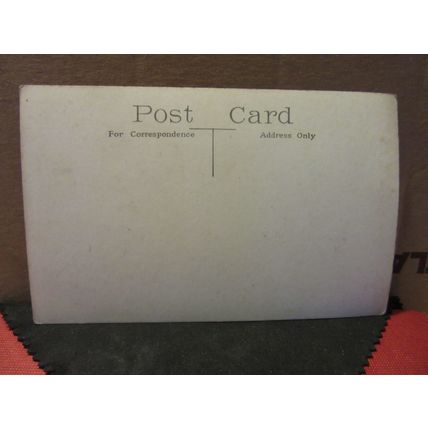 Post Card
For Correspondence Address Only